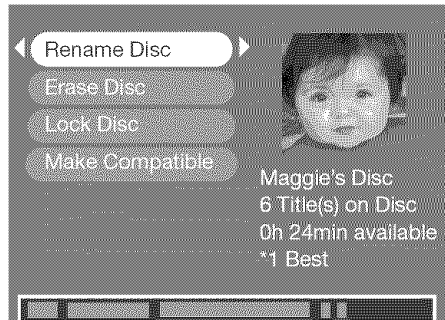 Rename Disc
Erase Disc
Lock Disc
Make Compatible
Maggie's Disc
6 Title(s) on Disc
0h 24min available
*1 Best